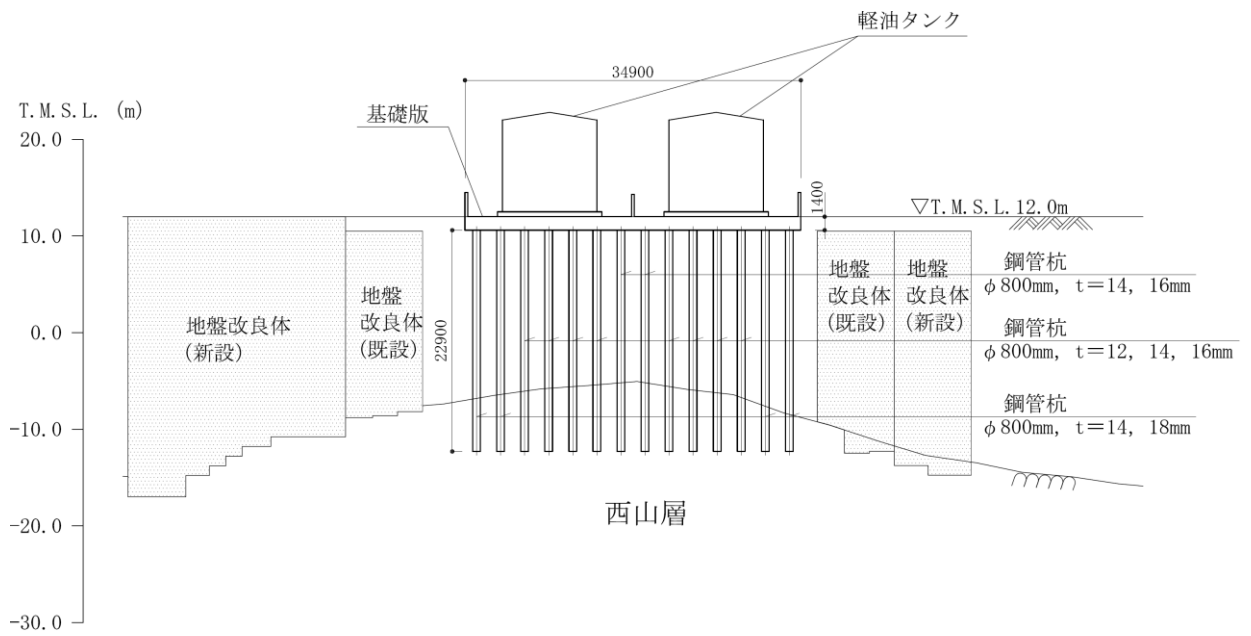 軽油タンク
34900
T.M.S.L. (m)
基礎版
20.0
1400
▽T.M.S.L.12.0m
10.0
地盤改良体
(新設)
地盤
改良体
(既設)
22900
地盤
改良体
(既設)
地盤
改良体
(新設)
鋼管杭
φ800mm, t=14, 16mm
0.0
鋼管杭
φ800mm, t=12, 14, 16mm
鋼管杭
φ800mm, t=14, 18mm
-10.0
西山層
-20.0
-30.0